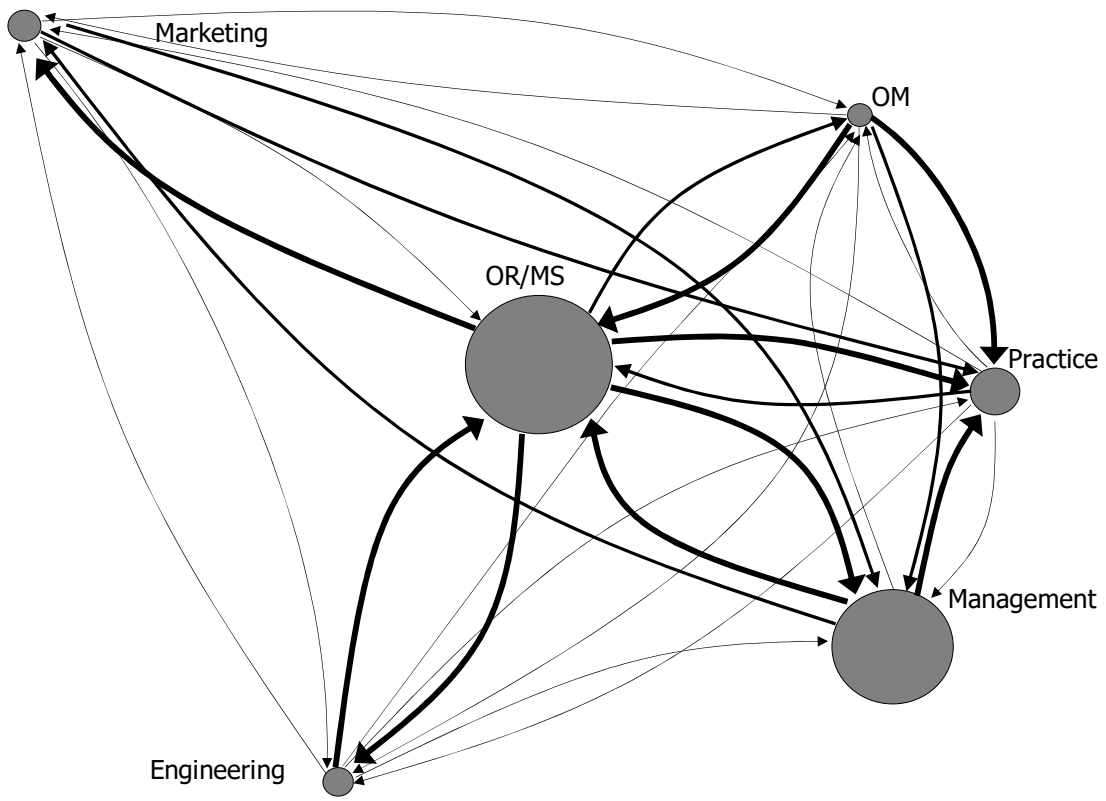 Marketing
OM
OR/MS
Practice
Management
Engineering